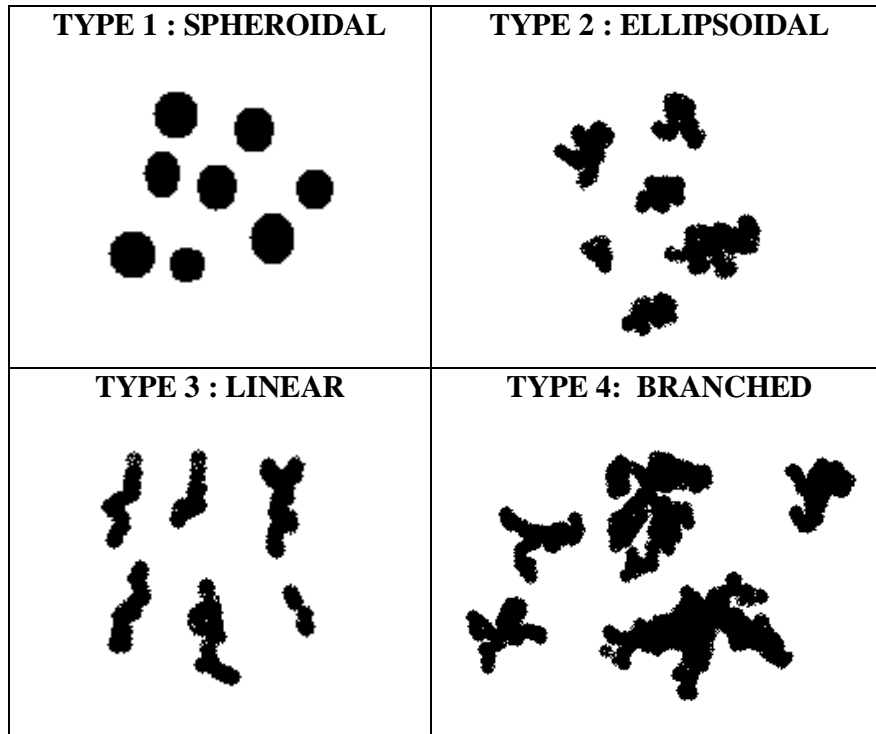 TYPE 1 : SPHEROIDAL
TYPE 2 : ELLIPSOIDAL
TYPE 3 : LINEAR
TYPE 4: BRANCHED